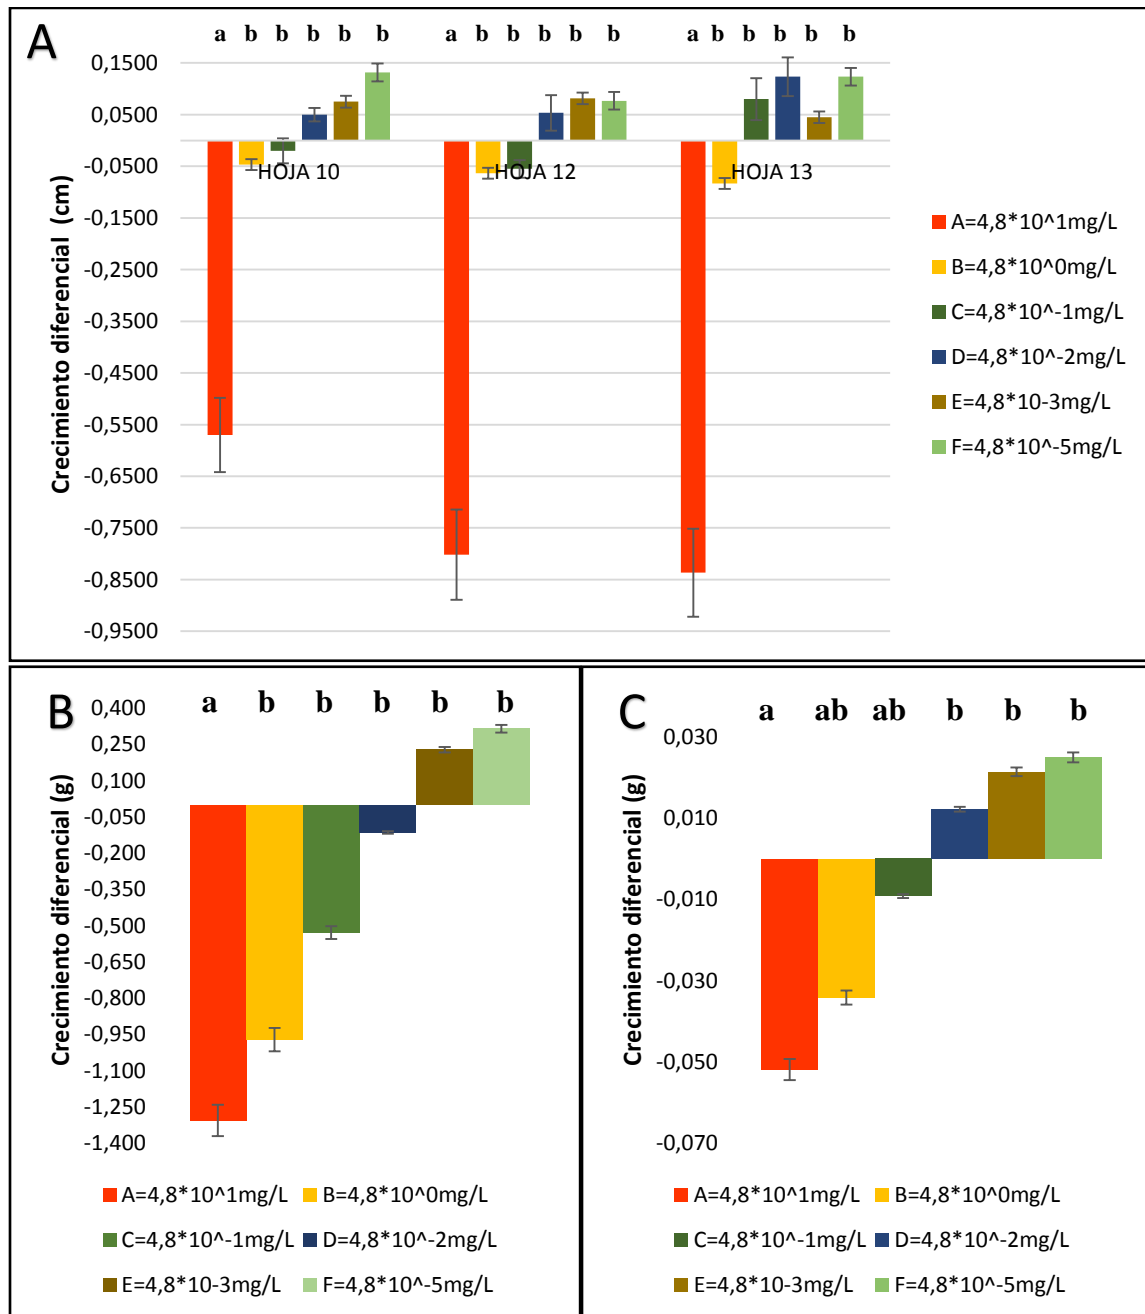 A
a b b b b b a b b b b b a b b b b b
Crecimiento diferencial (cm)
0,1500
0,0500
-0,0500
-0,1500
-0,2500
-0,3500
-0,4500
-0,5500
-0,6500
-0,7500
-0,8500
-0,9500
HOJA 10 HOJA 12 HOJA 13
A=4,8*10^1mg/L
B=4,8*10^0mg/L
C=4,8*10^-1mg/L
D=4,8*10^-2mg/L
E=4,8*10-3mg/L
F=4,8*10^-5mg/L
B
a b b b b b
Crecimiento diferencial (g)
0,400
0,250
0,100
-0,050
-0,200
-0,350
-0,500
-0,650
-0,800
-0,950
-1,100
-1,250
-1,400
A=4,8*10^1mg/L B=4,8*10^0mg/L
C=4,8*10^-1mg/L D=4,8*10^-2mg/L
E=4,8*10-3mg/L F=4,8*10^-5mg/L
C
a ab ab b b b
Crecimiento diferencial (g)
0,030
0,010
-0,010
-0,030
-0,050
-0,070
A=4,8*10^1mg/L B=4,8*10^0mg/L
C=4,8*10^-1mg/L D=4,8*10^-2mg/L
E=4,8*10-3mg/L F=4,8*10^-5mg/L